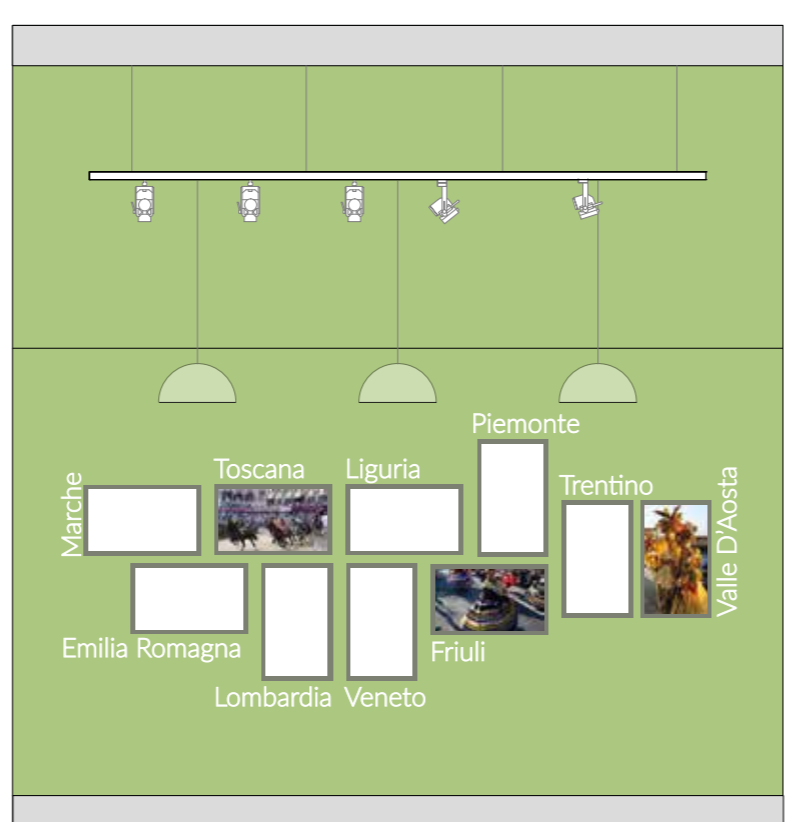 Piemonte
Toscana
Liguria
Trentino
Marche
Valle D'Aosta
Emilia Romagna
Friuli
Lombardia
Veneto